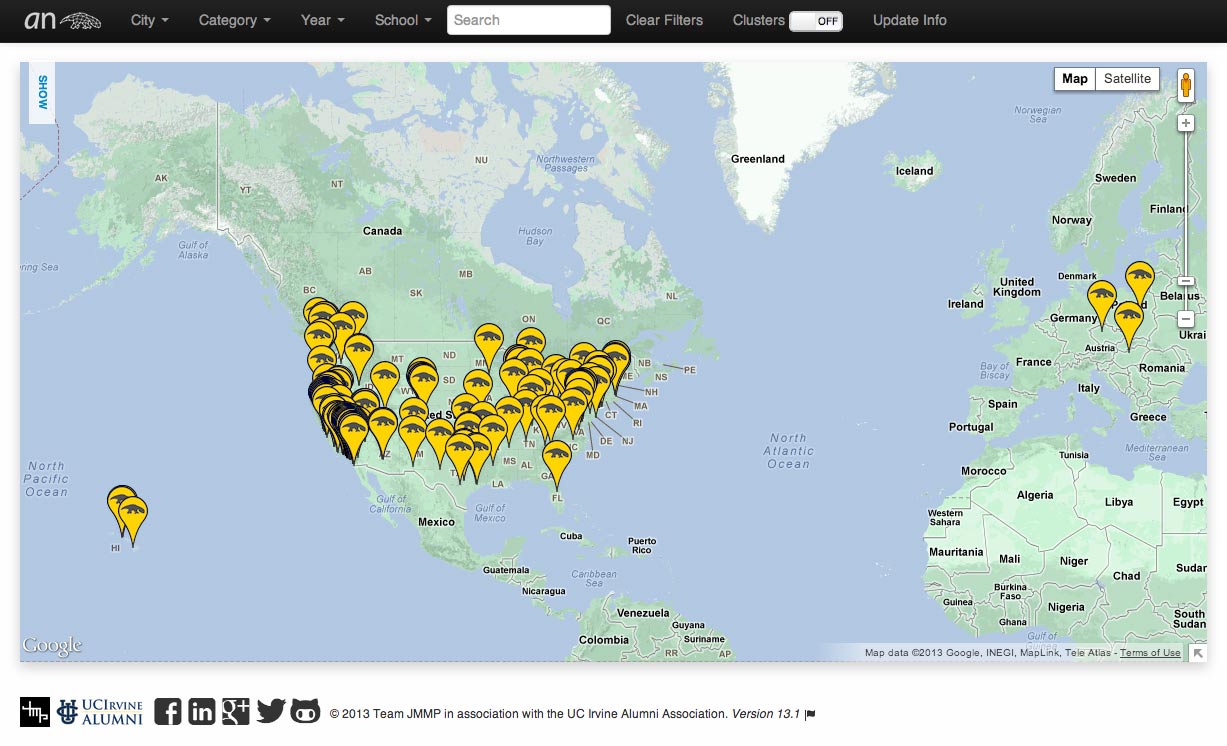 an City Category Year School Search Clear Filters Clusters OFF Update Info
SHOW
Map Satellite
Norwegian
Sea
Greenland
Iceland
Sweden
Finland
Norway
NU
Northwestern
Passages
AK
YT
NT
Canada
Hudson
Bay
Gulf of
Alaska
ring Sea
AB
MB
BC
SK
NL
ON
QC
Denmark
United
Kingdom
Ireland
Belarus
Germany
Ukrai
Austria
France
Bay of
Biscay
Romania
Italy
Spain
Greece
Portugal
Mediterranean
Sea
MT
ND
SD
NB
PE
NS
NH
MA
CT
RI
DE
NJ
MD
TN
MS
AL
LA
FL
North
Pacific
Ocean
HI
Gulf of
California
Mexico
Gulf of
Mexico
North
Atlantic
Ocean
Cuba
Puerto
Rico
Guatemala
Caribbean
Sea
Nicaragua
Venezuela
Guyana
Colombia
Suriname
RR
AP
Tunisia
Morocco
Algeria
Libya
Egypt
Western
Sahara
Mauritania
Mali
Niger
Chad
Sudan
Burkina
Faso
Guinea
Nigeria
Ghana
South
Sudan
Gulf of
Guinea
Google
Map data ©2013 Google, INEGI, MapLink, Tele Atlas - Terms of Use
jmmp UCIRVINE
ALUMNI
© 2013 Team JMMP in association with the UC Irvine Alumni Association. Version 13.1